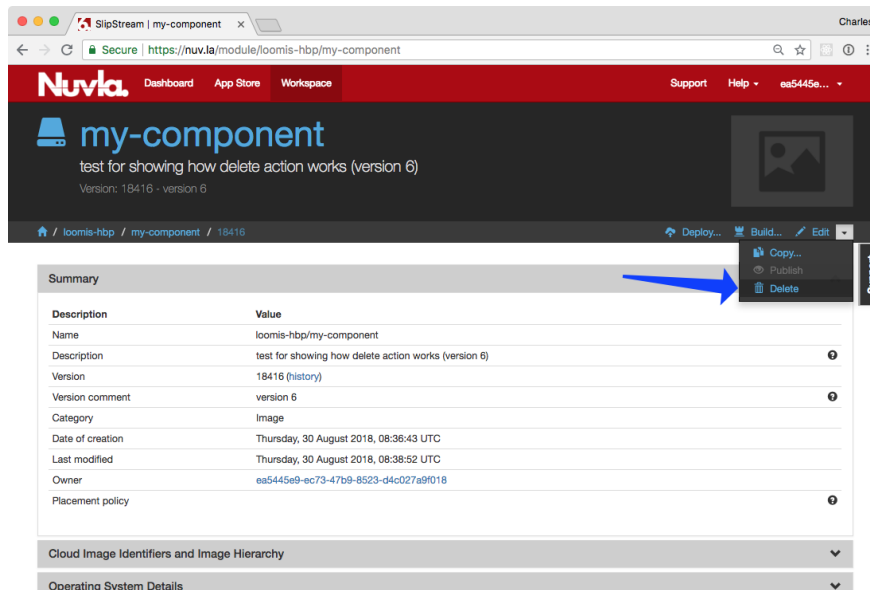 SlipStream | my-component
Charles
Secure | https://nuv.la/module/loomis-hbp/my-component
Nuvla. Dashboard App Store Workspace Support Help ea5445e...
my-component
test for showing how delete action works (version 6)
Version: 18416 - version 6
/ loomis-hbp / my-component / 18416 Deploy... Build... Edit
Copy...
Publish
Delete
Summary
Description Value
Name loomis-hbp/my-component
Description test for showing how delete action works (version 6)
Version 18416 (history)
Version comment version 6
Category Image
Date of creation Thursday, 30 August 2018, 08:36:43 UTC
Last modified Thursday, 30 August 2018, 08:38:52 UTC
Owner ea5445e9-ec73-47b9-8523-d4c027a9f018
Placement policy
Cloud Image Identifiers and Image Hierarchy
Operating System Details